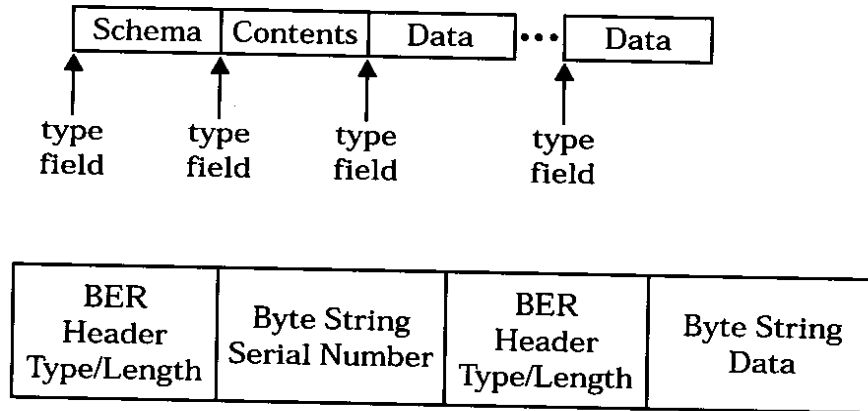 Schema Contents Data ••• Data
type type type type
field field field field
BER Byte String BER Byte String
Header Serial Number Header Data
Type/Length Type/Length